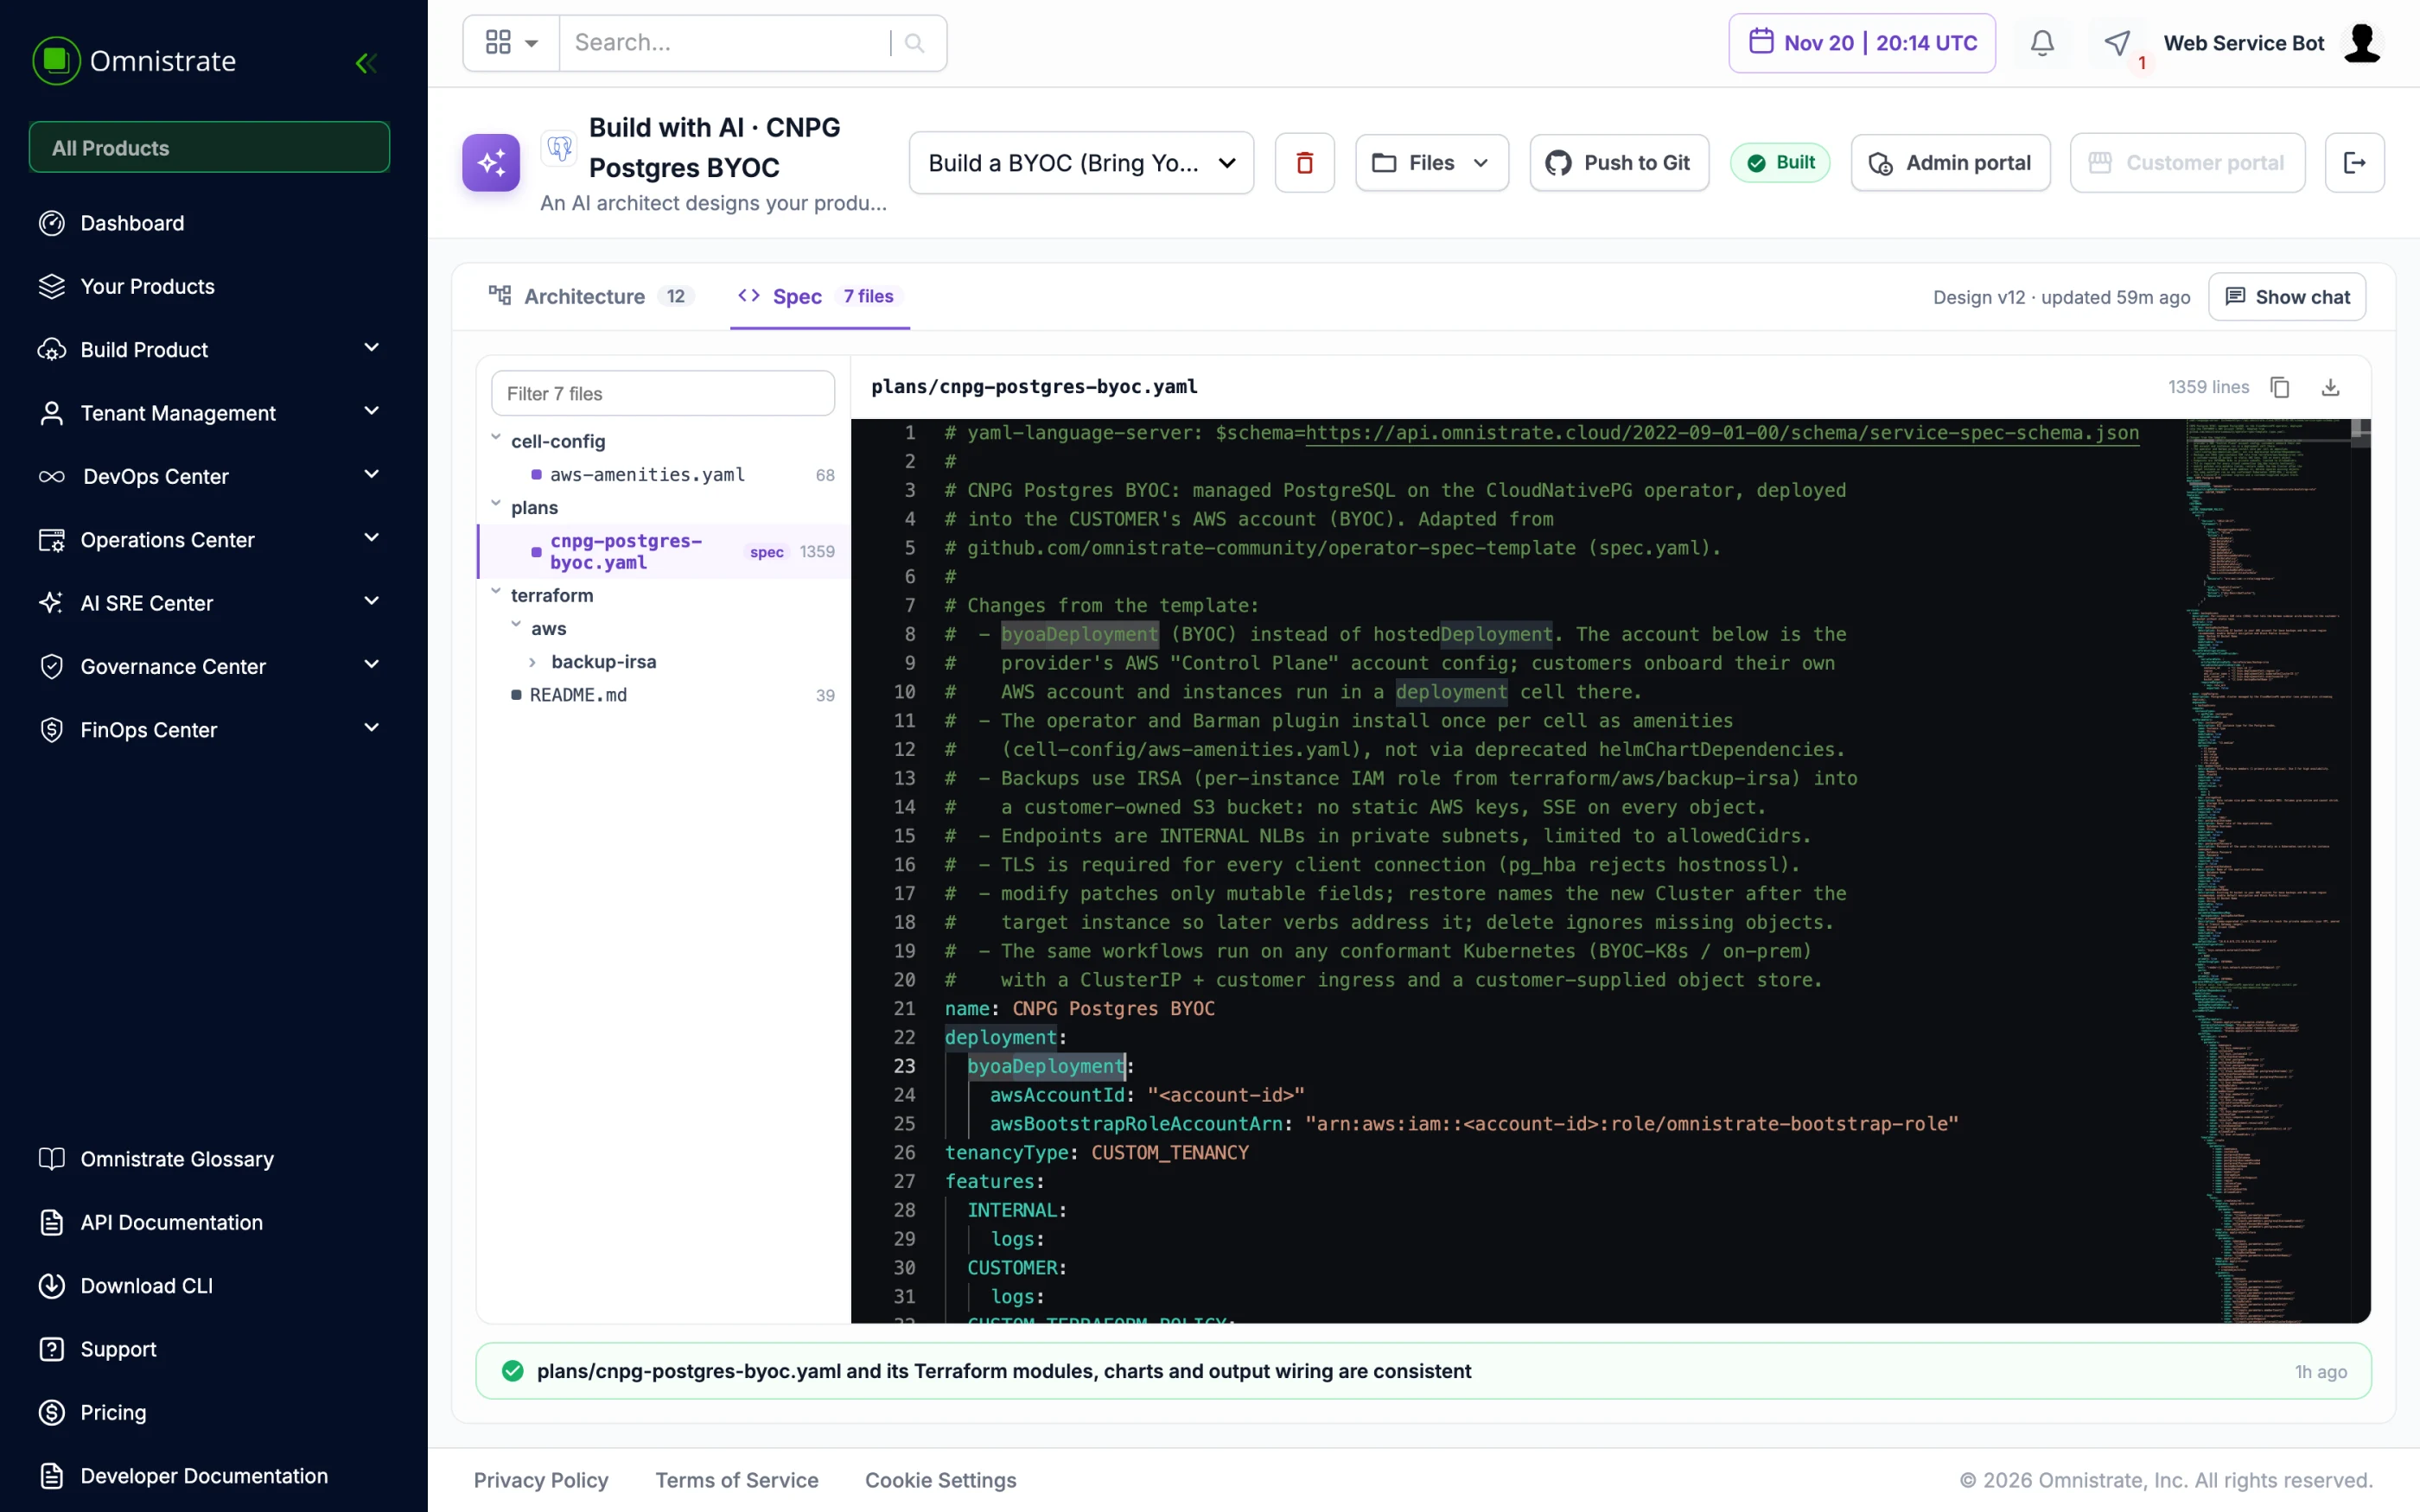 Omnistrate
All Products
Dashboard
Your Products
Build Product
Tenant Management
DevOps Center
Operations Center
AI SRE Center
Governance Center
FinOps Center
Omnistrate Glossary
API Documentation
Download CLI
Support
Pricing
Developer Documentation
Search...
Nov 20 | 20:14 UTC
1
Web Service Bot
Build with AI · CNPG
Postgres BYOC
An AI architect designs your produ...
Build a BYOC (Bring Yo...
Files
Push to Git
Built
Admin portal
Customer portal
Architecture 12
Spec 7 files
Design v12 · updated 59m ago
Show chat
Filter 7 files
cell-config
aws-amenities.yaml 68
plans
cnpg-postgres-
byoc.yaml spec 1359
terraform
aws
backup-irsa
README.md 39
plans/cnpg-postgres-byoc.yaml
1359 lines
1 # yaml-language-server: $schema=https://api.omnistrate.cloud/2022-09-01-00/schema/service-spec-schema.json
2 #
3 # CNPG Postgres BYOC: managed PostgreSQL on the CloudNativePG operator, deployed
4 # into the CUSTOMER's AWS account (BYOC). Adapted from
5 # github.com/omnistrate-community/operator-spec-template (spec.yaml).
6 #
7 # Changes from the template:
8 #  - byoaDeployment (BYOC) instead of hostedDeployment. The account below is the
9 #    provider's AWS "Control Plane" account config; customers onboard their own
10 #    AWS account and instances run in a deployment cell there.
11 #  - The operator and Barman plugin install once per cell as amenities
12 #    (cell-config/aws-amenities.yaml), not via deprecated helmChartDependencies.
13 #  - Backups use IRSA (per-instance IAM role from terraform/aws/backup-irsa) into
14 #    a customer-owned S3 bucket: no static AWS keys, SSE on every object.
15 #  - Endpoints are INTERNAL NLBs in private subnets, limited to allowedCidrs.
16 #  - TLS is required for every client connection (pg_hba rejects hostnossl).
17 #  - modify patches only mutable fields; restore names the new Cluster after the
18 #    target instance so later verbs address it; delete ignores missing objects.
19 #  - The same workflows run on any conformant Kubernetes (BYOC-K8s / on-prem)
20 #    with a ClusterIP + customer ingress and a customer-supplied object store.
21 name: CNPG Postgres BYOC
22 deployment:
23   byoaDeployment:
24     awsAccountId: "<account-id>"
25     awsBootstrapRoleAccountArn: "arn:aws:iam::<account-id>:role/omnistrate-bootstrap-role"
26 tenancyType: CUSTOM_TENANCY
27 features:
28   INTERNAL:
29     logs:
30   CUSTOMER:
31     logs:
32   CUSTOM_TERRAFORM_POLICY:
plans/cnpg-postgres-byoc.yaml and its Terraform modules, charts and output wiring are consistent
1h ago
Privacy Policy
Terms of Service
Cookie Settings
© 2026 Omnistrate, Inc. All rights reserved.